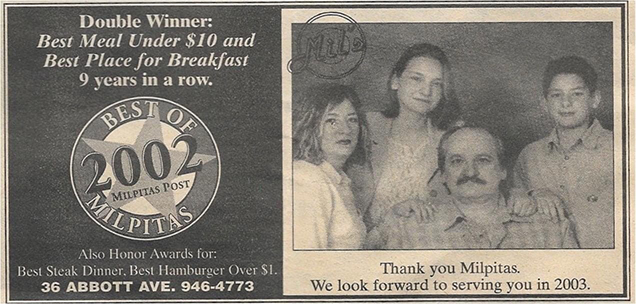 Double Winner:
Best Meal Under $10 and
Best Place for Breakfast
9 years in a row.
BEST OF
2002
MILPITAS POST
MILPITAS
Also Honor Awards for:
Best Steak Dinner, Best Hamburger Over $1.
36 ABBOTT AVE. 946-4773
Mil's
Thank you Milpitas.
We look forward to serving you in 2003.